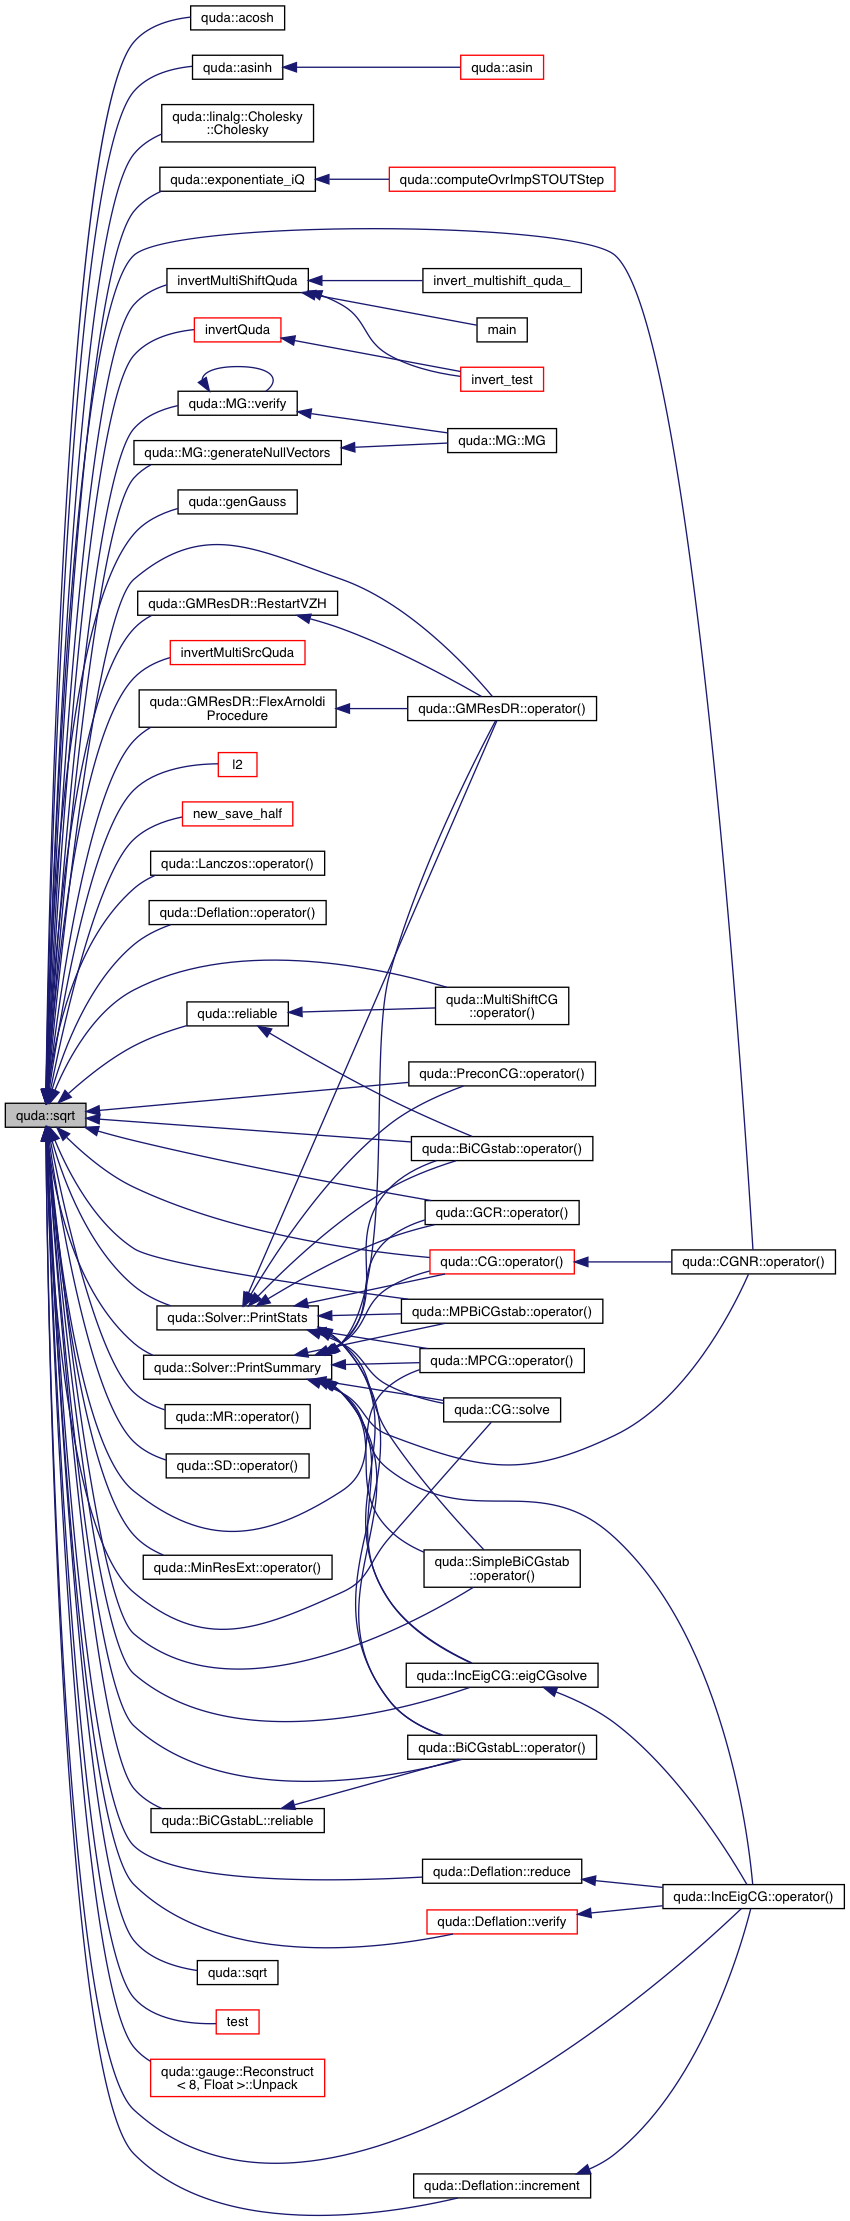 quda::acosh
quda::asinh
quda::asin
quda::linalg::Cholesky
::Cholesky
quda::exponentiate_iQ
quda::computeOvrImpSTOUTStep
invertMultiShiftQuda
invert_multishift_quda_
main
invertQuda
invert_test
quda::MG::verify
quda::MG::MG
quda::MG::generateNullVectors
quda::genGauss
quda::GMResDR::RestartVZH
invertMultiSrcQuda
quda::GMResDR::FlexArnoldi
Procedure
quda::GMResDR::operator()
l2
new_save_half
quda::Lanczos::operator()
quda::Deflation::operator()
quda::MultiShiftCG
::operator()
quda::reliable
quda::PreconCG::operator()
quda::sqrt
quda::BiCGstab::operator()
quda::GCR::operator()
quda::CG::operator()
quda::CGNR::operator()
quda::Solver::PrintStats
quda::MPBiCGstab::operator()
quda::Solver::PrintSummary
quda::MPCG::operator()
quda::MR::operator()
quda::CG::solve
quda::SD::operator()
quda::MinResExt::operator()
quda::SimpleBiCGstab
::operator()
quda::IncEigCG::eigCGsolve
quda::BiCGstabL::operator()
quda::BiCGstabL::reliable
quda::Deflation::reduce
quda::IncEigCG::operator()
quda::Deflation::verify
quda::sqrt
test
quda::gauge::Reconstruct
< 8, Float >::Unpack
quda::Deflation::increment